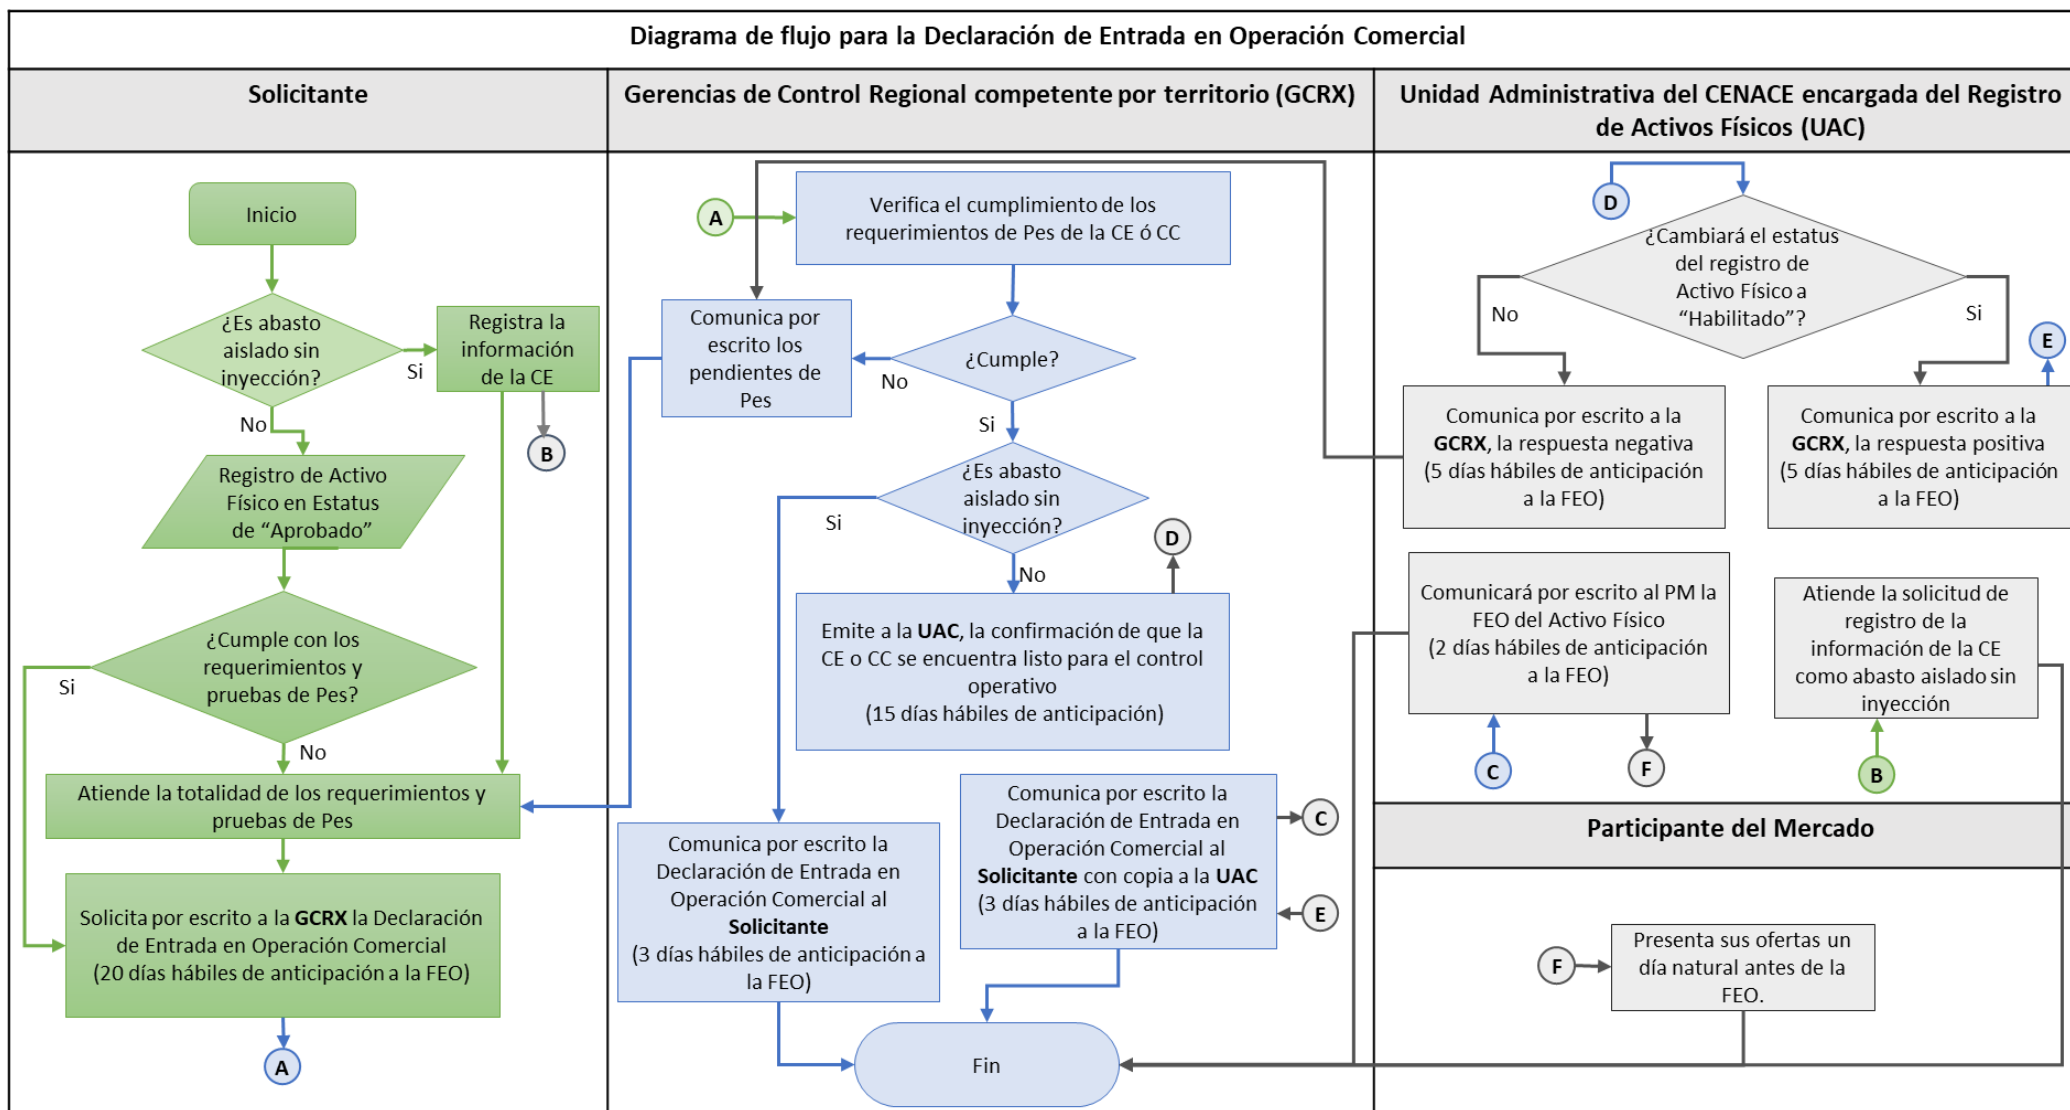 Diagrama de flujo para la Declaración de Entrada en Operación Comercial
Solicitante
Gerencias de Control Regional competente por territorio (GCRX)
Unidad Administrativa del CENACE encargada del Registro
de Activos Físicos (UAC)
Inicio
¿Es abasto
aislado sin
inyección?
Si
No
Registra la
información
de la CE
B
Registro de Activo
Físico en Estatus
de “Aprobado”
¿Cumple con los
requerimientos y
pruebas de Pes?
Si
No
Atiende la totalidad de los requerimientos y
pruebas de Pes
Solicita por escrito a la GCRX la Declaración
de Entrada en Operación Comercial
(20 días hábiles de anticipación a la FEO)
A
A
Verifica el cumplimiento de los
requerimientos de Pes de la CE ó CC
Comunica por
escrito los
pendientes de
Pes
¿Cumple?
No
Si
¿Es abasto
aislado sin
inyección?
Si
No
D
Emite a la UAC, la confirmación de que la
CE o CC se encuentra listo para el control
operativo
(15 días hábiles de anticipación)
Comunica por escrito la
Declaración de Entrada en
Operación Comercial al
Solicitante
(3 días hábiles de anticipación a
la FEO)
Comunica por escrito la
Declaración de Entrada en
Operación Comercial al
Solicitante con copia a la UAC
(3 días hábiles de anticipación
a la FEO)
C
E
Fin
D
¿Cambiará el estatus
del registro de
Activo Físico a
“Habilitado”?
No
Si
E
Comunica por escrito a la
GCRX, la respuesta negativa
(5 días hábiles de anticipación
a la FEO)
Comunica por escrito a la
GCRX, la respuesta positiva
(5 días hábiles de anticipación
a la FEO)
Comunicará por escrito al PM la
FEO del Activo Físico
(2 días hábiles de anticipación
a la FEO)
C
F
Atiende la solicitud de
registro de la
información de la CE
como abasto aislado sin
inyección
B
Participante del Mercado
F
Presenta sus ofertas un
día natural antes de la
FEO.